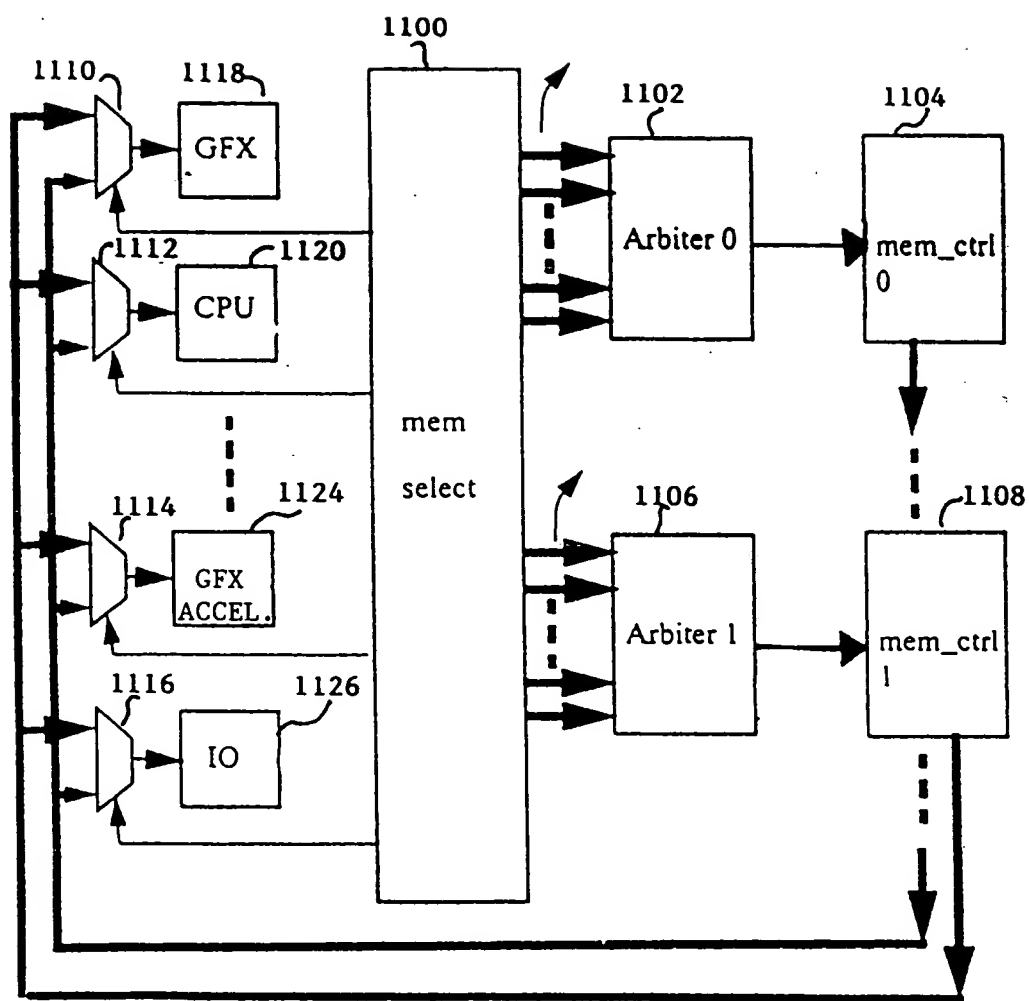 1100
1110
1118
GFX
1102
1104
Arbiter 0
mem_ctrl
0
1112
1120
CPU
mem
select
1114
1124
GFX
ACCEL.
1106
1108
Arbiter 1
mem_ctrl
1
1116
1126
IO